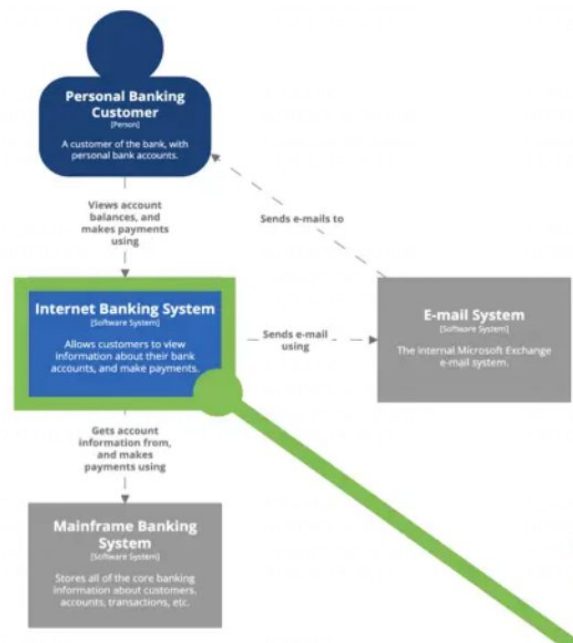 Personal Banking
Customer
[Person]
A customer of the bank, with
personal bank accounts.
Views account
balances, and
makes payments
using
Sends e-mails to
Internet Banking System
[Software System]
Allows customers to view
information about their bank
accounts, and make payments.
Sends e-mail
using
E-mail System
[Software System]
The internal Microsoft Exchange
e-mail system.
Gets account
information from,
and makes
payments using
Mainframe Banking
System
[Software System]
Stores all of the core banking
information about customers,
accounts, transactions, etc.